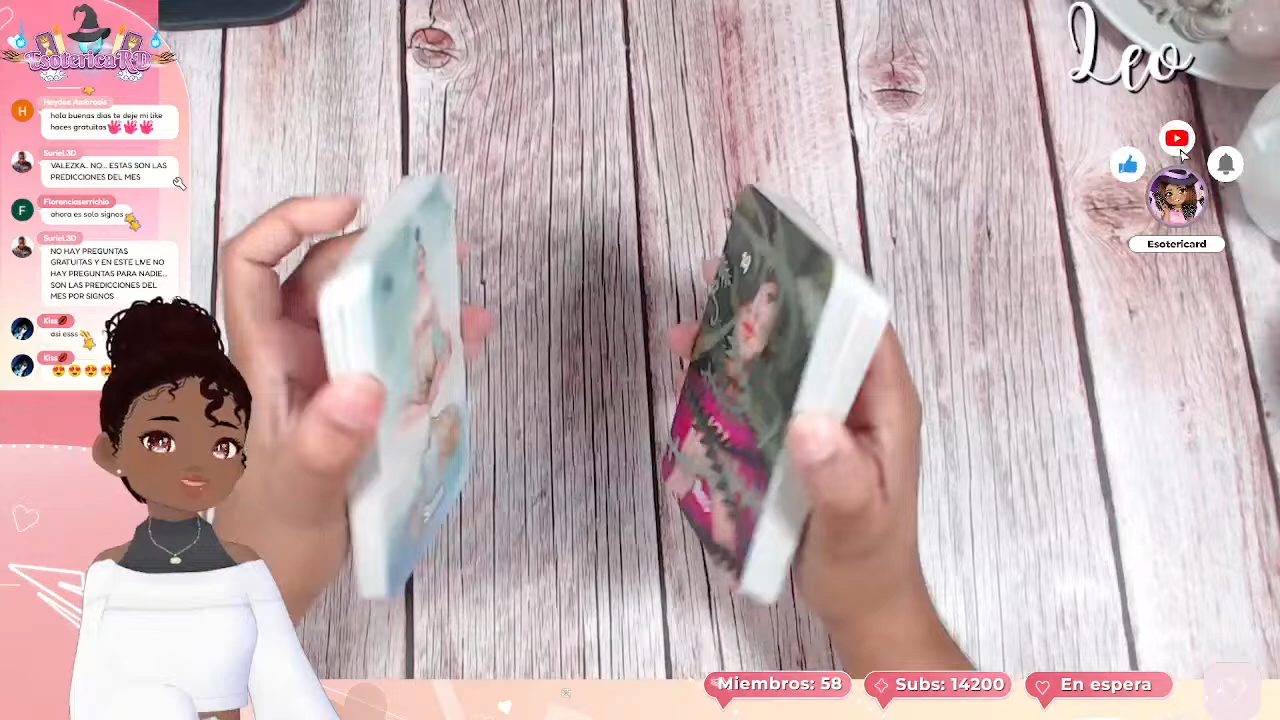 EsotericaRD
Haydee Ambrosio
hola buenas dias te deje mi like
haces gratuitas
Suriel.3D
VALEZKA.. NO... ESTAS SON LAS
PREDICCIONES DEL MES
Florenciaserrichio
ahora es solo signos
Suriel.3D
NO HAY PREGUNTAS
GRATUITAS Y EN ESTE LIVE NO
HAY PREGUNTAS PARA NADIE...
SON LAS PREDICCIONES DEL
MES POR SIGNOS
Kiss
asi esss
Kiss
Leo
Esotericard
Miembros: 58
Subs: 14200
En espera